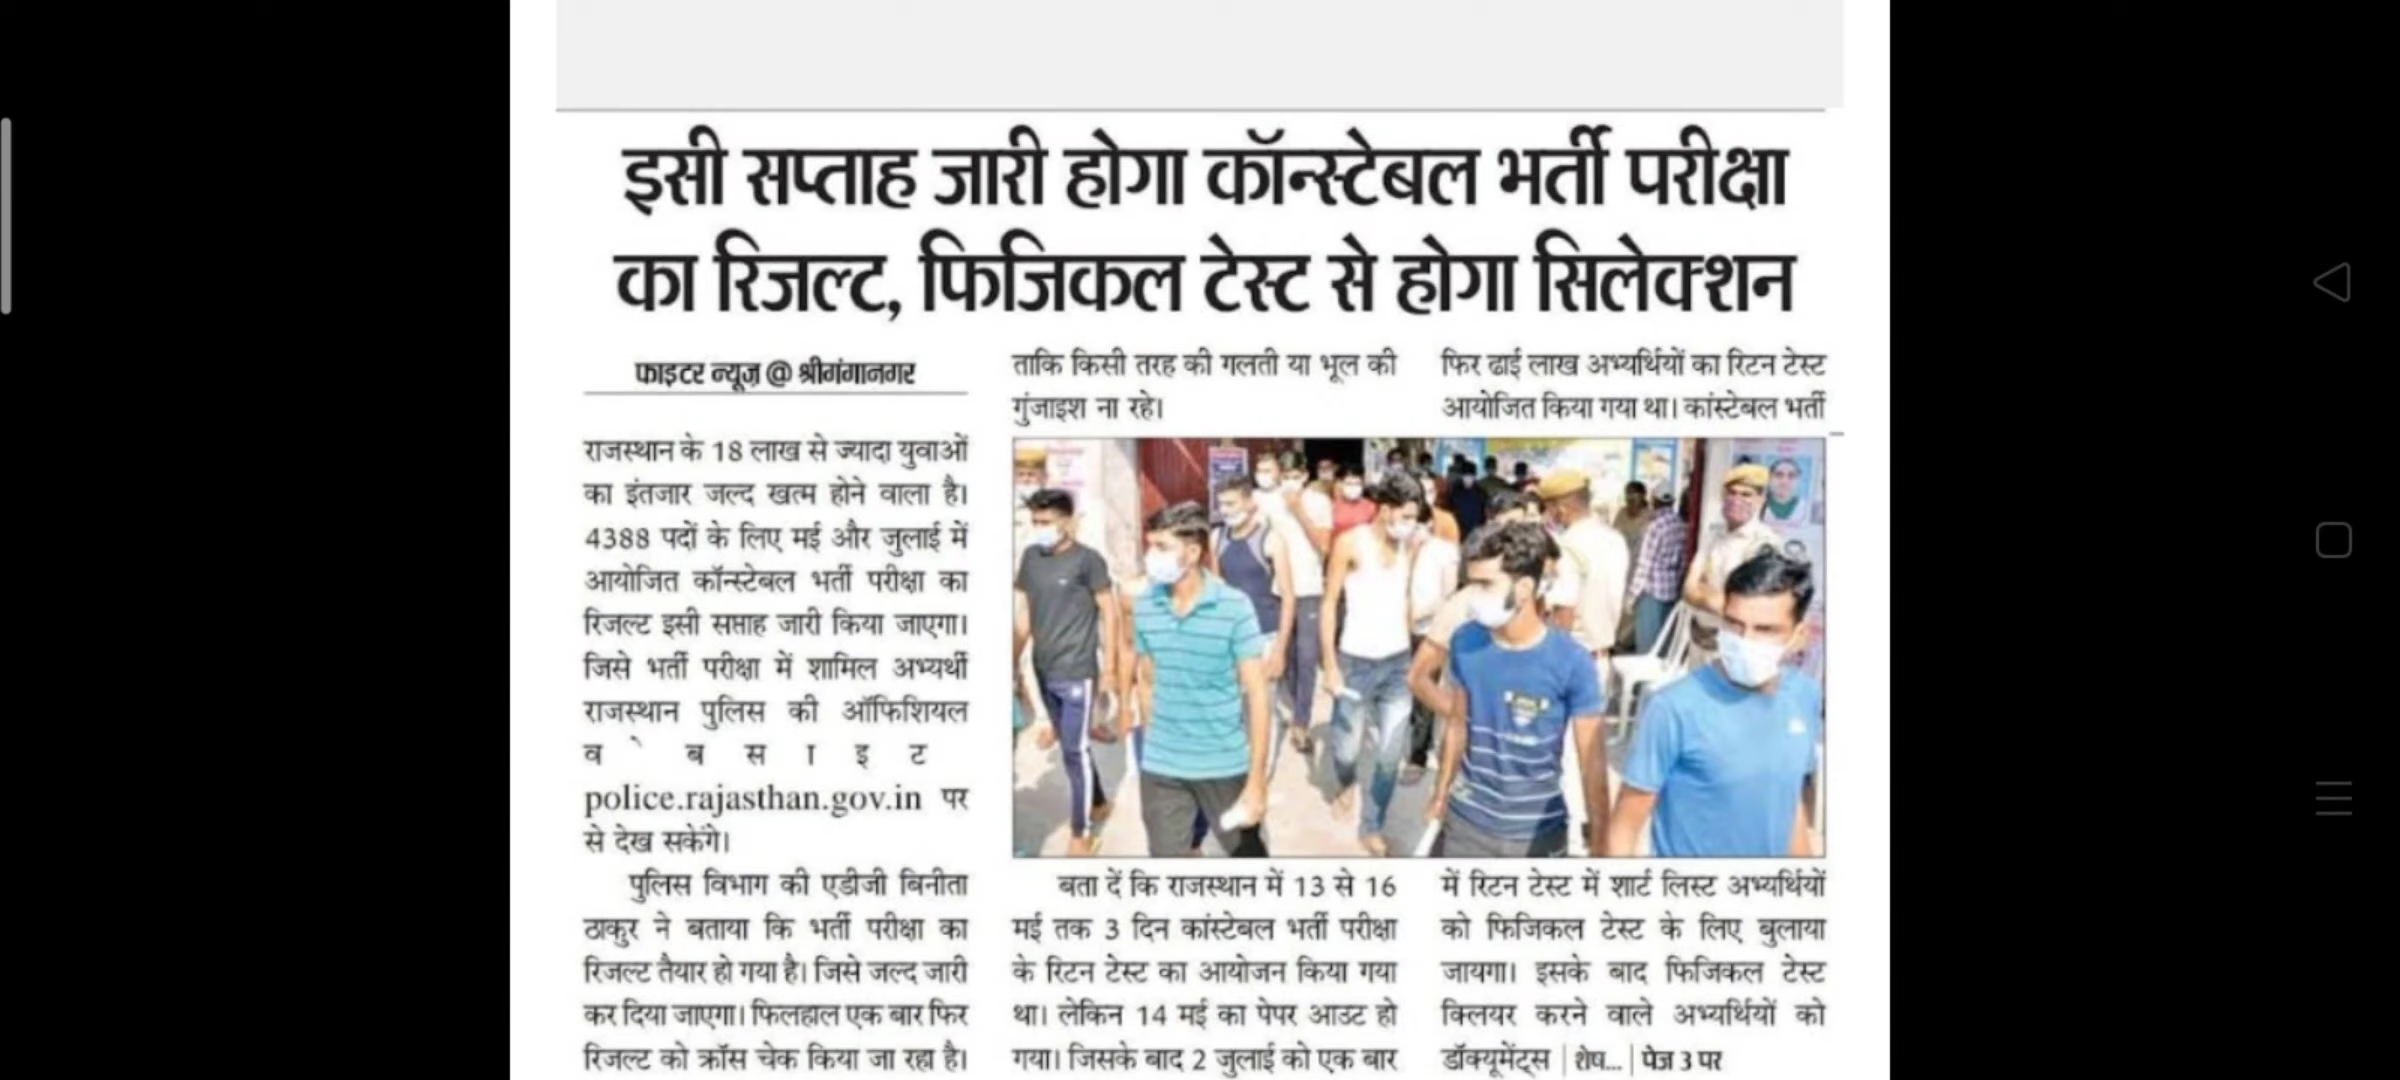 इसी सप्ताह जारी होगा कॉन्स्टेबल भर्ती परीक्षा
का रिजल्ट, फिजिकल टेस्ट से होगा सिलेक्शन
फाइटर न्यूज़ @ श्रीगंगानगर
राजस्थान के 18 लाख से ज्यादा युवाओं
का इंतजार जल्द खत्म होने वाला है।
4388 पदों के लिए मई और जुलाई में
आयोजित कॉन्स्टेबल भर्ती परीक्षा का
रिजल्ट इसी सप्ताह जारी किया जाएगा।
जिसे भर्ती परीक्षा में शामिल अभ्यर्थी
राजस्थान पुलिस की ऑफिशियल
व े ब स ा इ ट
police.rajasthan.gov.in पर
से देख सकेंगे।
पुलिस विभाग की एडीजी बिनीता
ठाकुर ने बताया कि भर्ती परीक्षा का
रिजल्ट तैयार हो गया है। जिसे जल्द जारी
कर दिया जाएगा। फिलहाल एक बार फिर
रिजल्ट को क्रॉस चेक किया जा रहा है।
ताकि किसी तरह की गलती या भूल की
गुंजाइश ना रहे।
बता दें कि राजस्थान में 13 से 16
मई तक 3 दिन कांस्टेबल भर्ती परीक्षा
के रिटन टेस्ट का आयोजन किया गया
था। लेकिन 14 मई का पेपर आउट हो
गया। जिसके बाद 2 जुलाई को एक बार
फिर ढाई लाख अभ्यर्थियों का रिटन टेस्ट
आयोजित किया गया था। कांस्टेबल भर्ती
में रिटन टेस्ट में शार्ट लिस्ट अभ्यर्थियों
को फिजिकल टेस्ट के लिए बुलाया
जायगा। इसके बाद फिजिकल टेस्ट
क्लियर करने वाले अभ्यर्थियों को
डॉक्यूमेंट्स | शेष... | पेज 3 पर